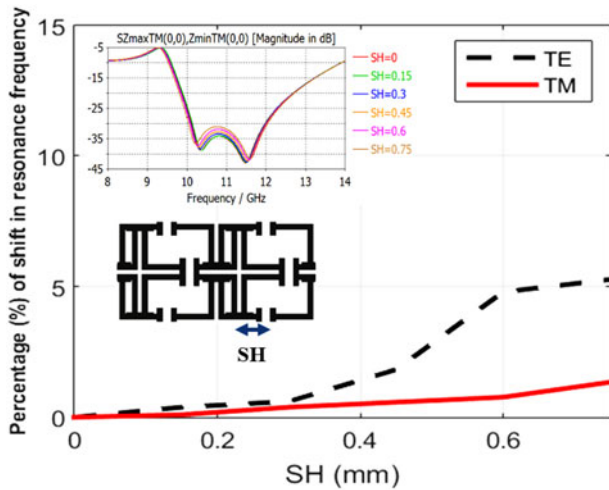 15
10
5
0
Percentage (%) of shift in resonance frequency
SZmaxTM(0,0),ZminTM(0,0) [Magnitude in dB]
-5
-15
-25
-35
-45
8
9
10
11
12
13
14
Frequency / GHz
SH=0
SH=0.15
SH=0.3
SH=0.45
SH=0.6
SH=0.75
TE
TM
SH
0
0.2
0.4
0.6
SH (mm)